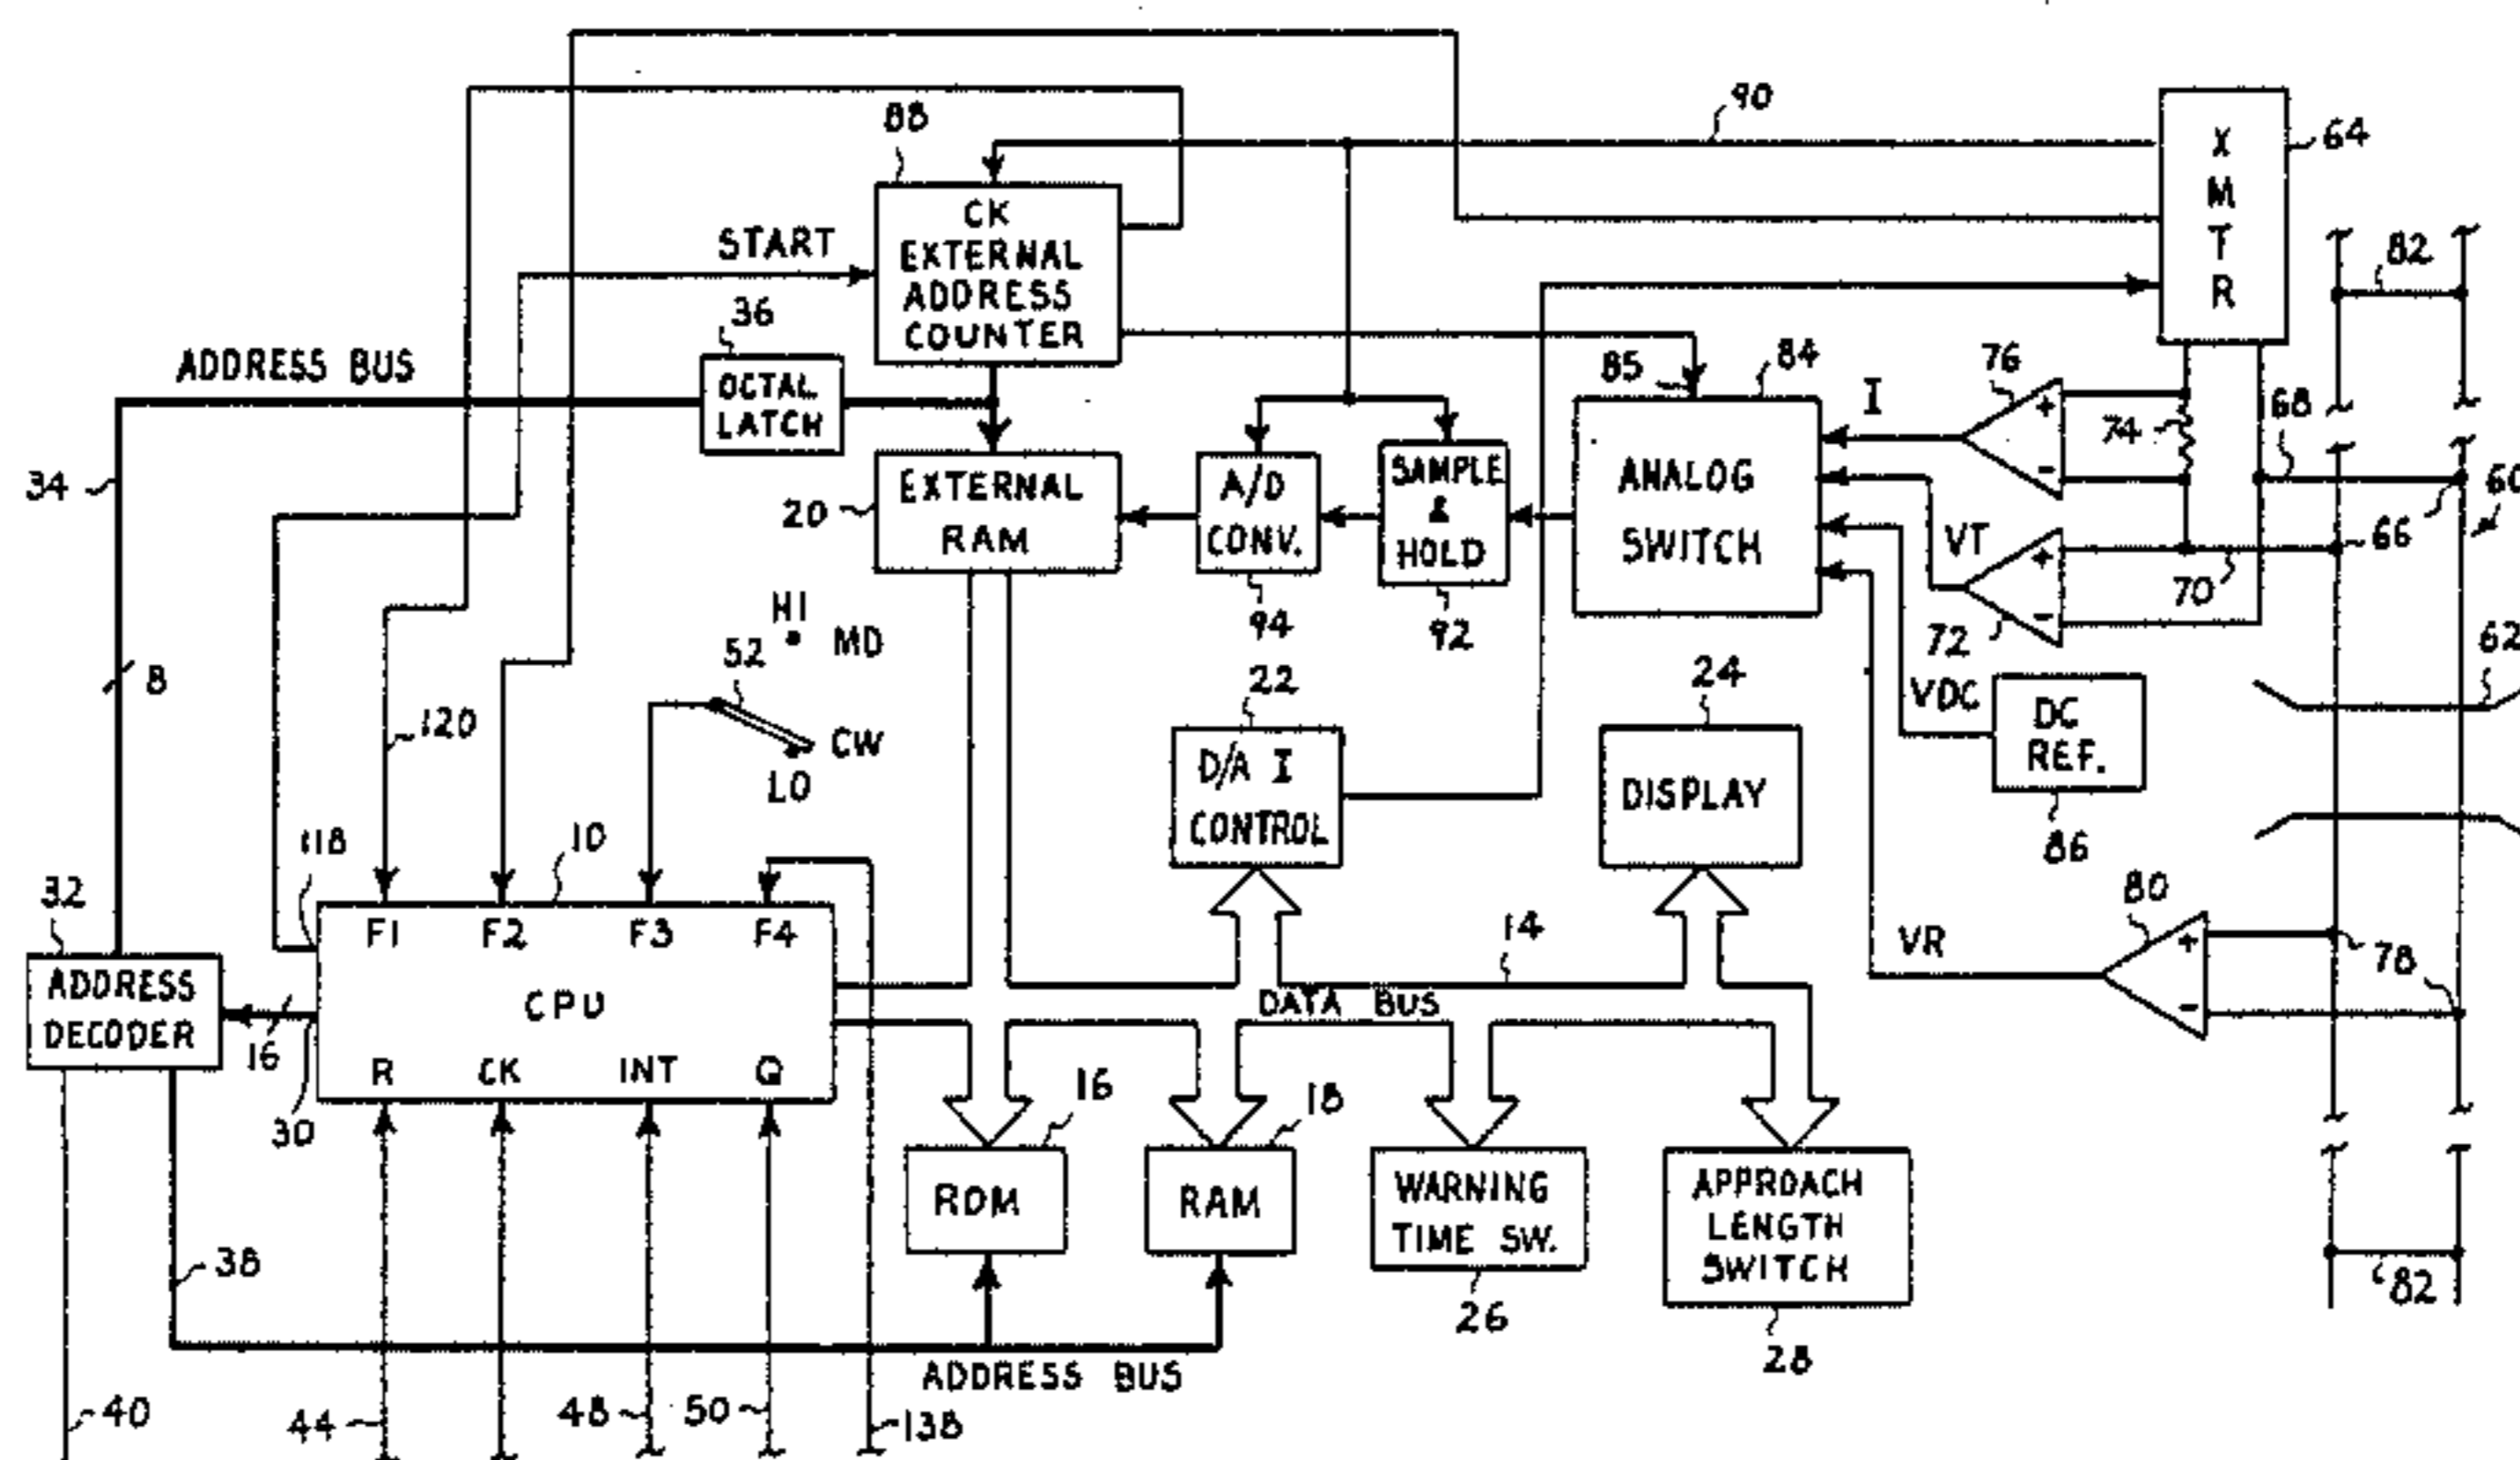 90
88
X
M
T
R
64
CK
EXTERNAL
ADDRESS
COUNTER
START
82
36
ADDRESS BUS
OCTAL
LATCH
85
84
76
I
+
-
74
68
34
20
EXTERNAL
RAM
A/D
CONV.
SAMPLE
&
HOLD
ANALOG
SWITCH
60
VT
+
-
66
70
94
92
72
62
HI
MD
52
8
22
24
VDC
DC
REF.
120
CW
LO
D/A I
CONTROL
DISPLAY
86
118
10
32
80
F1
F2
F3
F4
14
VR
+
-
78
ADDRESS
DECODER
CPU
DATA BUS
16
R
CK
INT
Q
30
16
18
ROM
RAM
WARNING
TIME SW.
APPROACH
LENGTH
SWITCH
38
26
82
28
ADDRESS BUS
40
44
48
50
138